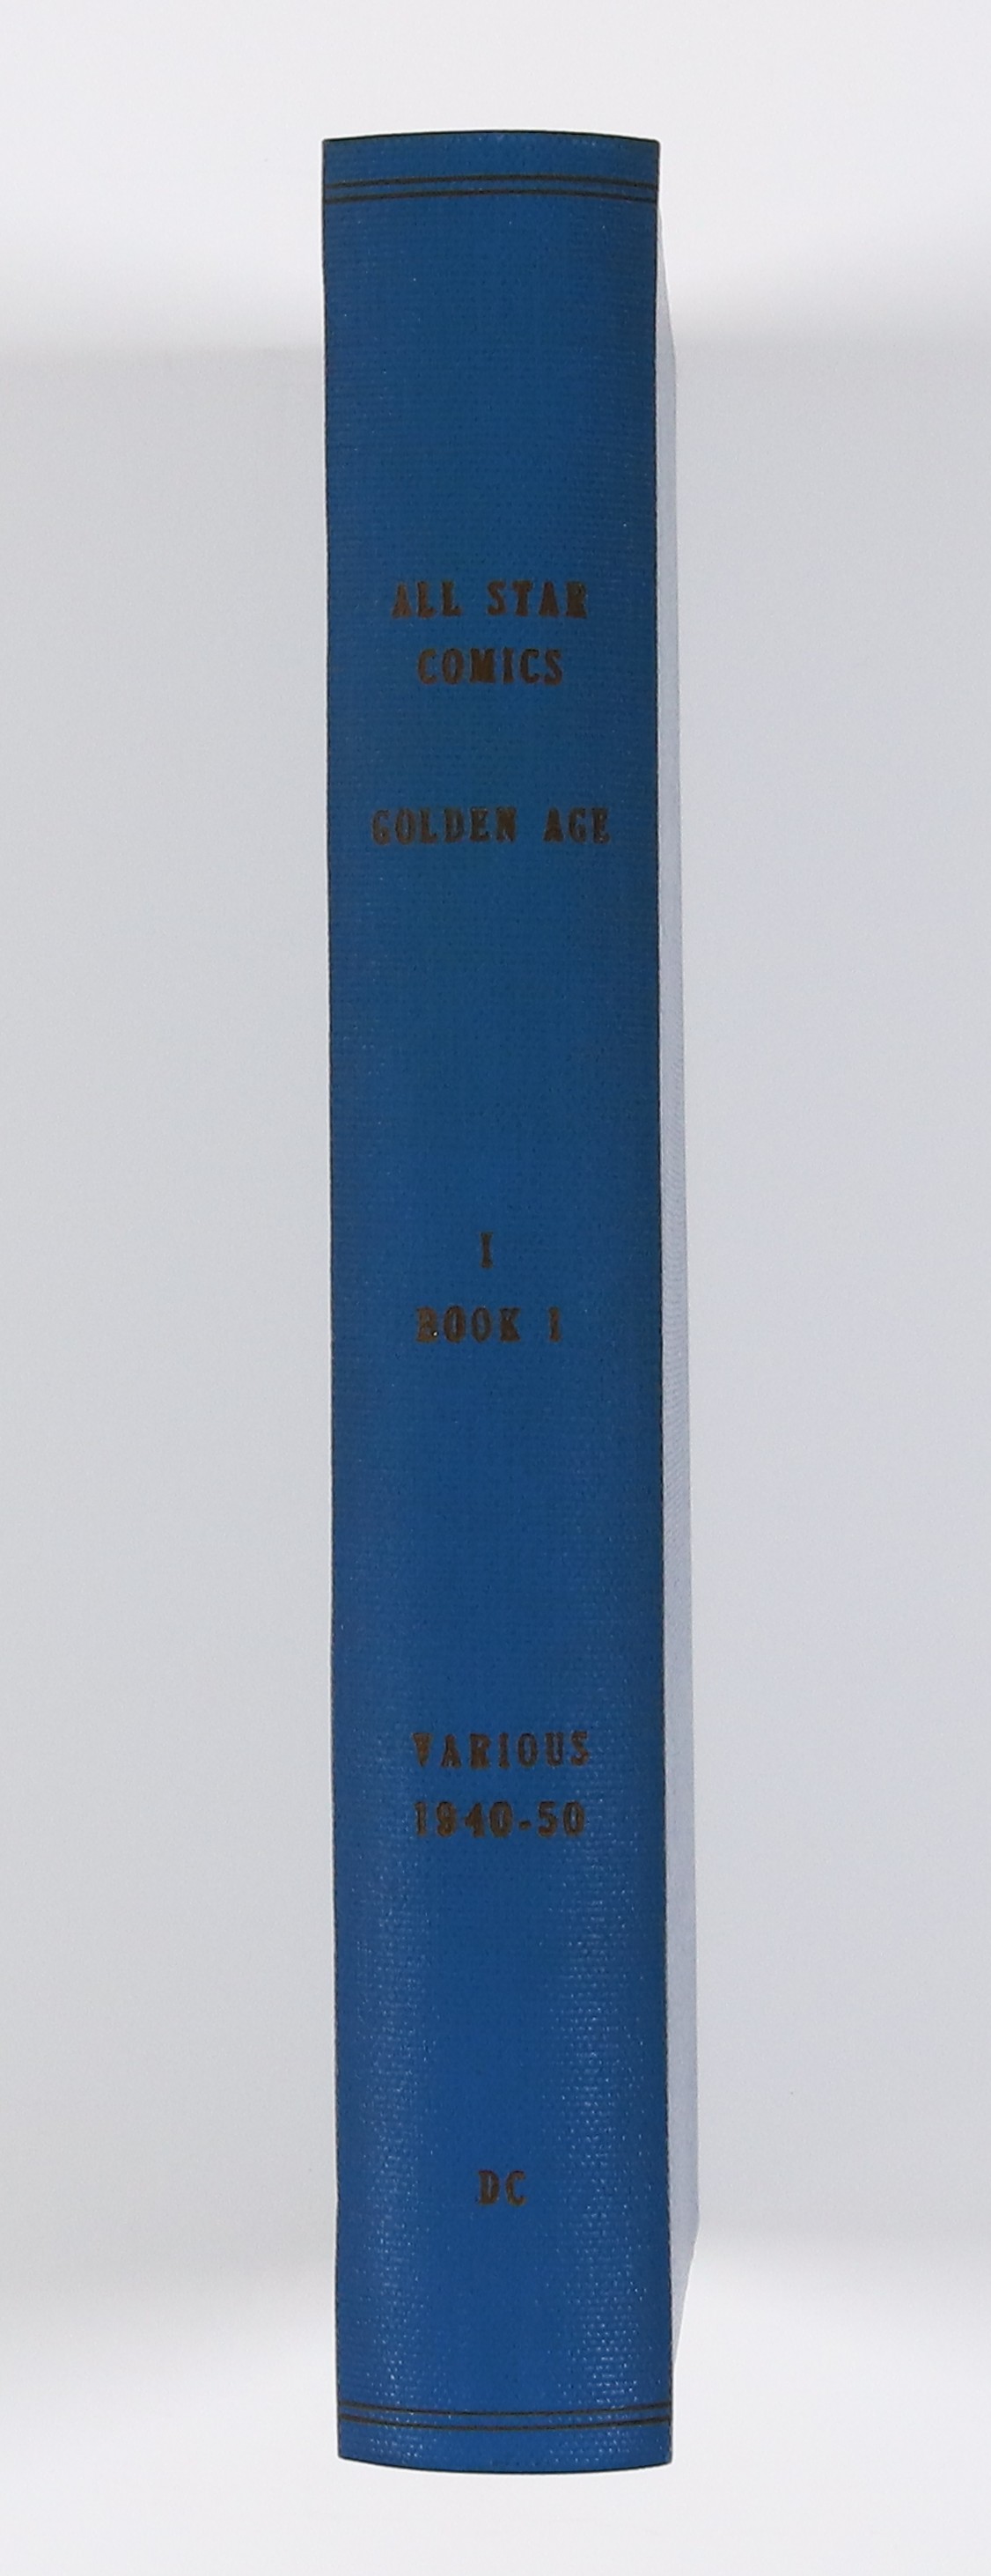 ALL STAR
COMICS
GOLDEN AGE
I
BOOK 1
VARIOUS
1940-50
DC